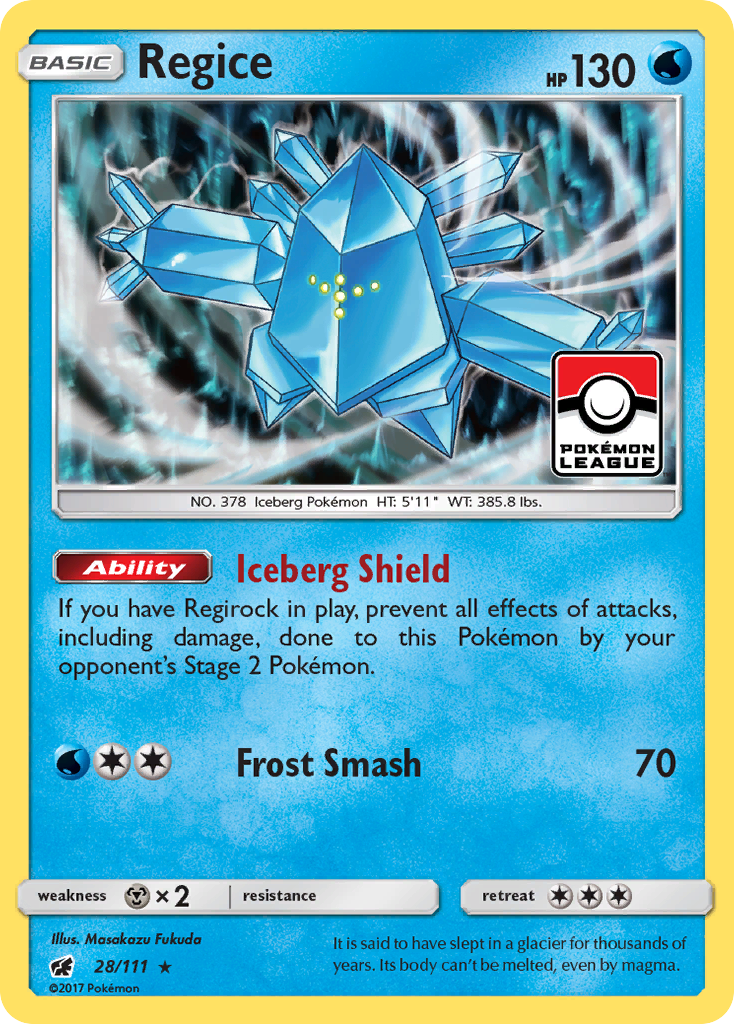 BASIC Regice HP 130
POKÉMON
LEAGUE
NO. 378 Iceberg Pokémon HT: 5'11" WT: 385.8 lbs.
Ability Iceberg Shield
If you have Regirock in play, prevent all effects of attacks,
including damage, done to this Pokémon by your
opponent's Stage 2 Pokémon.
Frost Smash 70
weakness ×2 resistance retreat
Illus. Masakazu Fukuda
28/111
©2017 Pokémon
It is said to have slept in a glacier for thousands of
years. Its body can't be melted, even by magma.